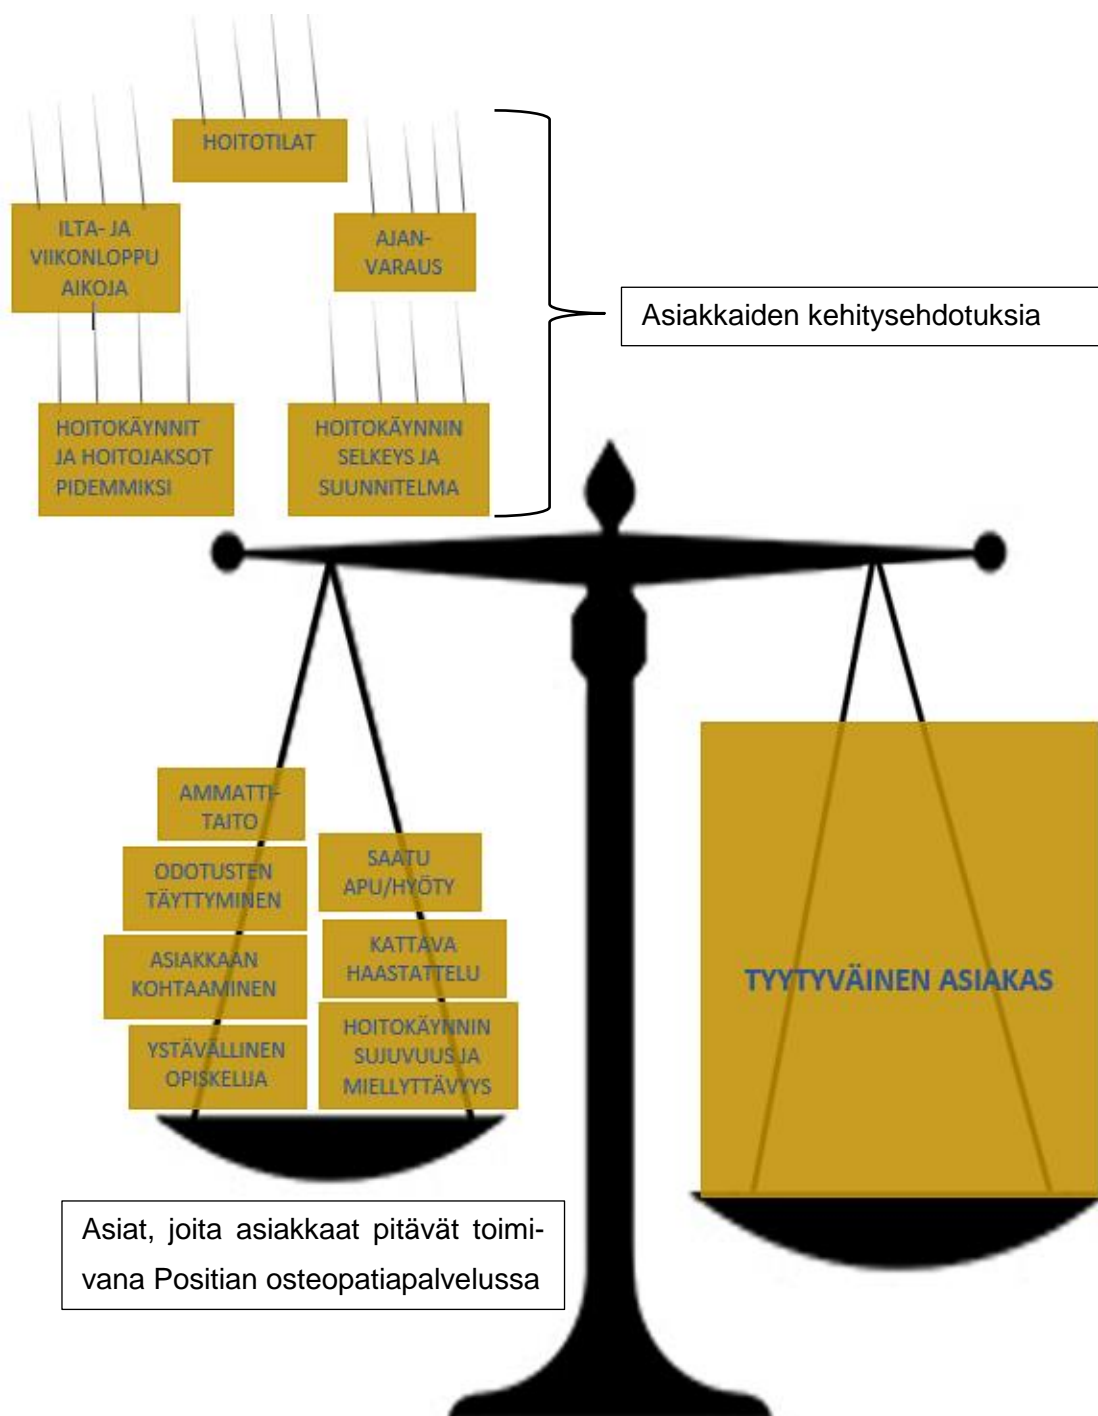 HOITOTILAT
ILTA- JA
VIIKONLOPPU
AIKOJA
AJAN-
VARAUS
Asiakkaiden kehitysehdotuksia
HOITOKÄYNNIT
JA HOITOJAKSOT
PIDEMMIKSI
HOITOKÄYNNIN
SELKEYS JA
SUUNNITELMA
AMMATTI-
TAITO
ODOTUSTEN
TÄYTTYMINEN
ASIAKKAAN
KOHTAAMINEN
YSTÄVÄLLINEN
OPISKELIJA
SAATU
APU/HYÖTY
KATTAVA
HAASTATTELU
HOITOKÄYNNIN
SUJUVUUS JA
MIELLYTTÄVYYS
TYYTYVÄINEN ASIAKAS
Asiat, joita asiakkaat pitävät toimi-
vana Positian osteopatiapalvelussa